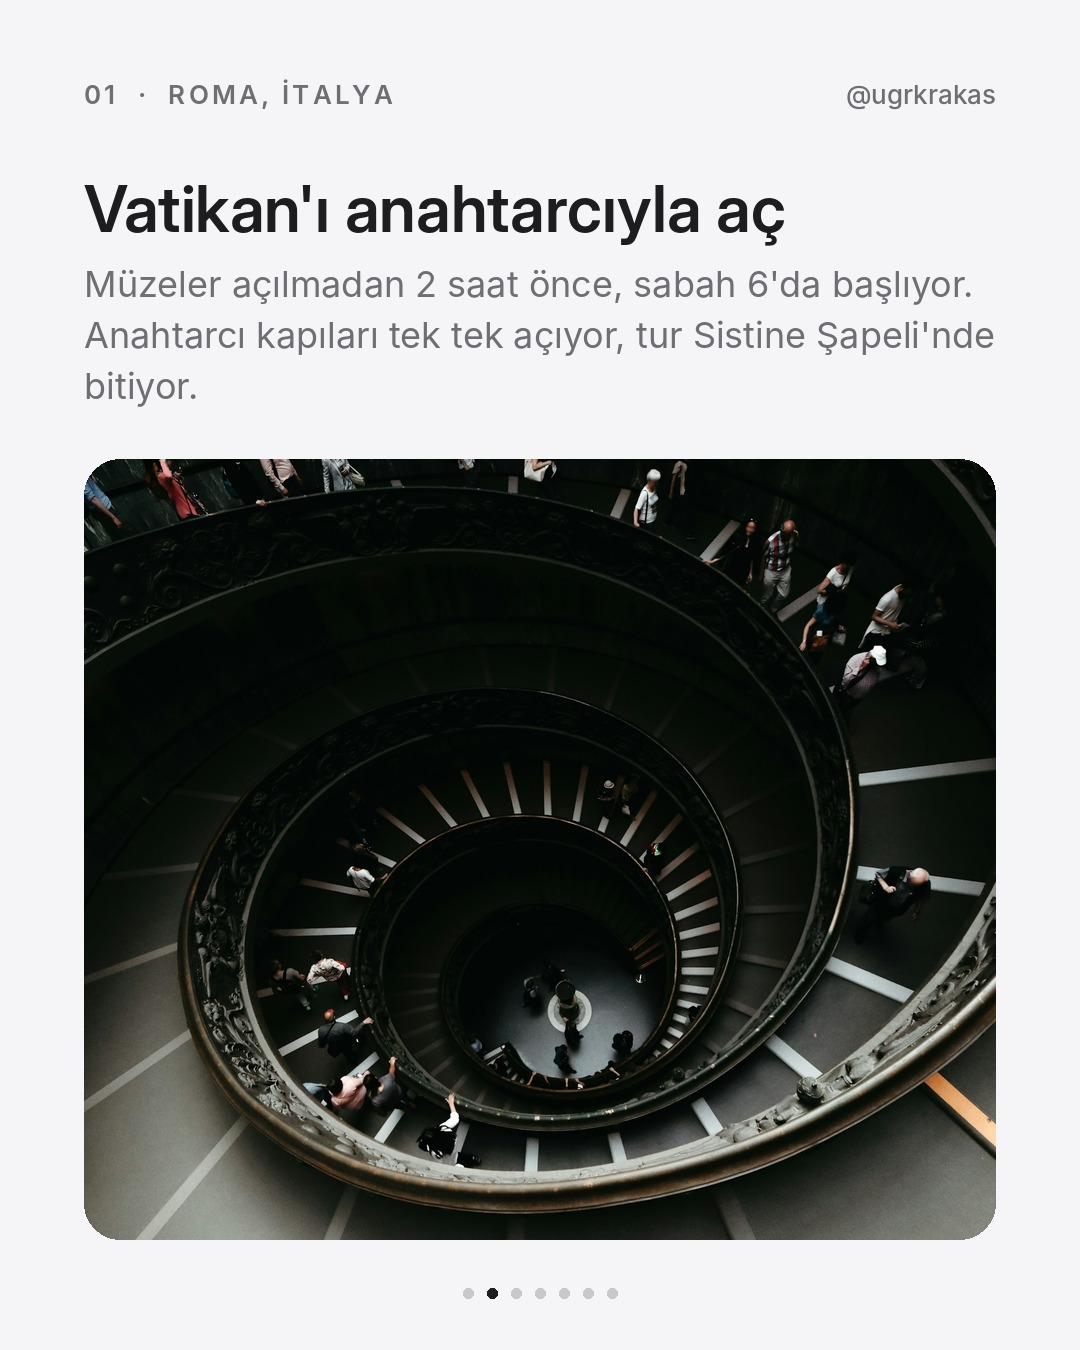 01 · ROMA, İTALYA
@ugrkrakas
Vatikan'ı anahtarcıyla aç
Müzeler açılmadan 2 saat önce, sabah 6'da başlıyor.
Anahtarcı kapıları tek tek açıyor, tur Sistine Şapeli'nde
bitiyor.